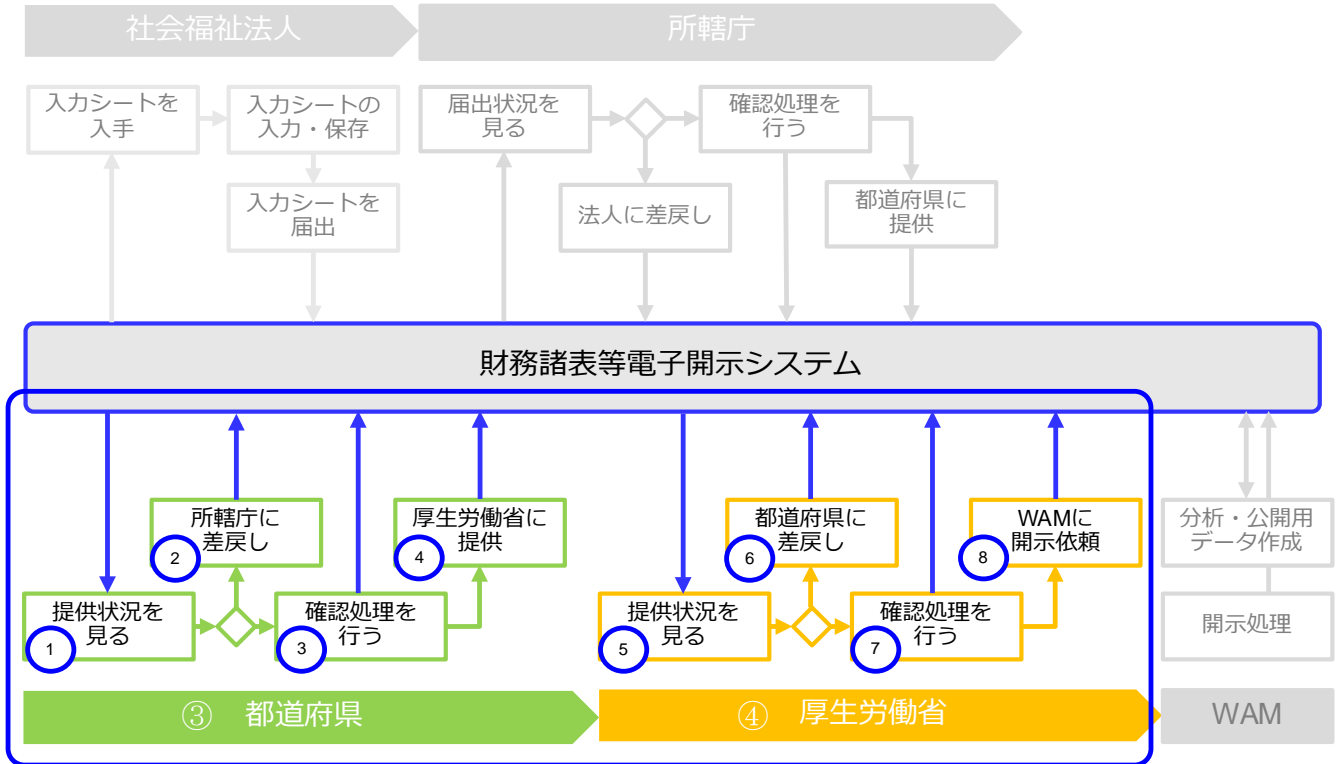 社会福祉法人
所轄庁
入力シートを
入手
入力シートの
入力・保存
入力シートを
届出
届出状況を
見る
法人に差戻し
確認処理を
行う
都道府県に
提供
財務諸表等電子開示システム
所轄庁に
差戻し
2
厚生労働省に
提供
4
提供状況を
見る
1
確認処理を
行う
3
都道府県に
差戻し
6
WAMに
開示依頼
8
提供状況を
見る
5
確認処理を
行う
7
分析・公開用
データ作成
開示処理
③ 都道府県
④ 厚生労働省
WAM